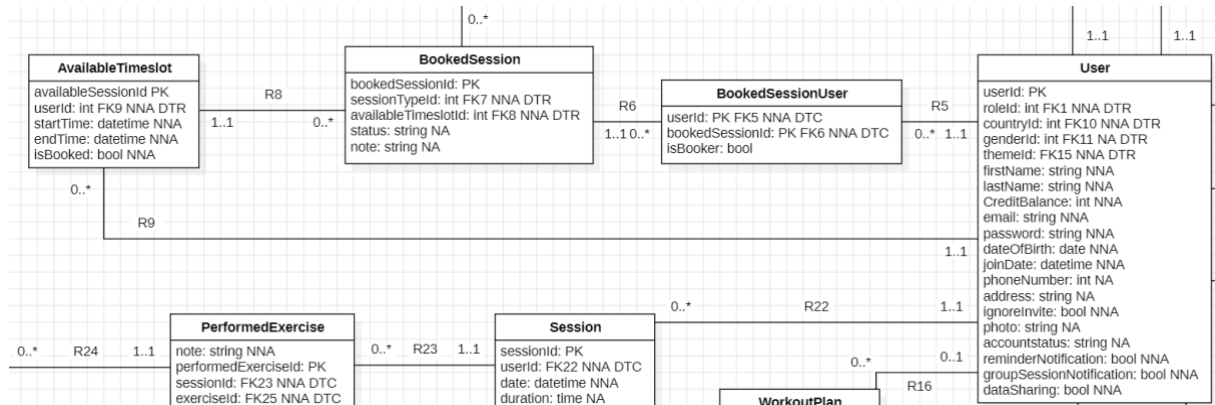 0..*
1..1
1..1
AvailableTimeslot
availableSessionId PK
userId: int FK9 NNA DTR
startTime: datetime NNA
endTime: datetime NNA
isBooked: bool NNA
R8
1..1
0..*
BookedSession
bookedSessionId: PK
sessionTypeId: int FK7 NNA DTR
availableTimeslotId: int FK8 NNA DTR
status: string NA
note: string NA
R6
1..1
0..*
BookedSessionUser
userId: PK FK5 NNA DTC
bookedSessionId: PK FK6 NNA DTC
isBooker: bool
R5
0..*
1..1
User
userId: PK
roleId: int FK1 NNA DTR
countryId: int FK10 NNA DTR
genderId: int FK11 NA DTR
themeId: FK15 NNA DTR
firstName: string NNA
lastName: string NNA
CreditBalance: int NNA
email: string NNA
password: string NNA
dateOfBirth: date NNA
joinDate: datetime NNA
phoneNumber: int NA
address: string NA
ignoreInvite: bool NNA
photo: string NA
accountstatus: string NA
reminderNotification: bool NNA
groupSessionNotification: bool NNA
dataSharing: bool NNA
0..*
R9
1..1
0..*
R22
1..1
0..*
R24
1..1
PerformedExercise
note: string NNA
performedExerciseId: PK
sessionId: FK23 NNA DTC
exerciseId: FK25 NNA DTC
0..*
R23
1..1
Session
sessionId: PK
userId: FK22 NNA DTC
date: datetime NNA
duration: time NA
0..*
0..1
R16
WorkoutPlan